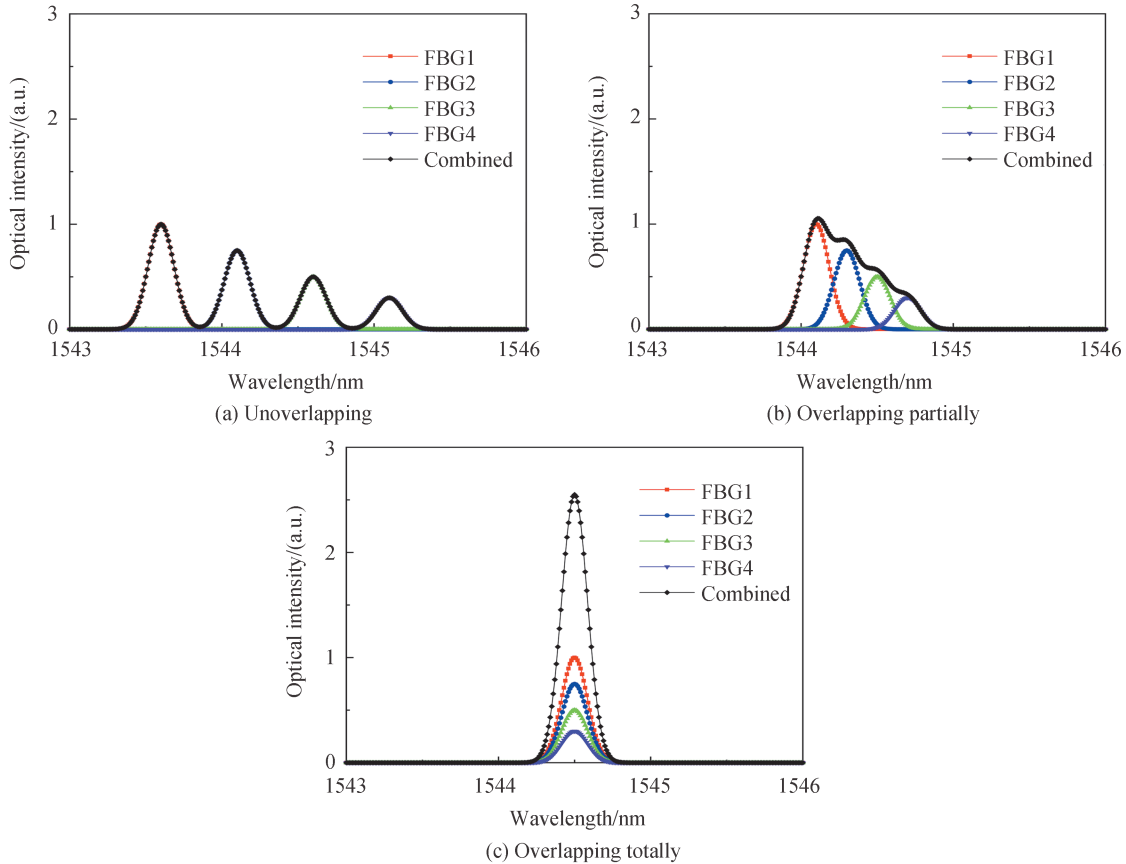 3
2
1
0
Optical intensity/(a.u.)
FBG1
FBG2
FBG3
FBG4
Combined
1543
1544
1545
1546
Wavelength/nm
(a) Unoverlapping
3
2
1
0
Optical intensity/(a.u.)
FBG1
FBG2
FBG3
FBG4
Combined
1543
1544
1545
1546
Wavelength/nm
(b) Overlapping partially
3
2
1
0
Optical intensity/(a.u.)
FBG1
FBG2
FBG3
FBG4
Combined
1543
1544
1545
1546
Wavelength/nm
(c) Overlapping totally